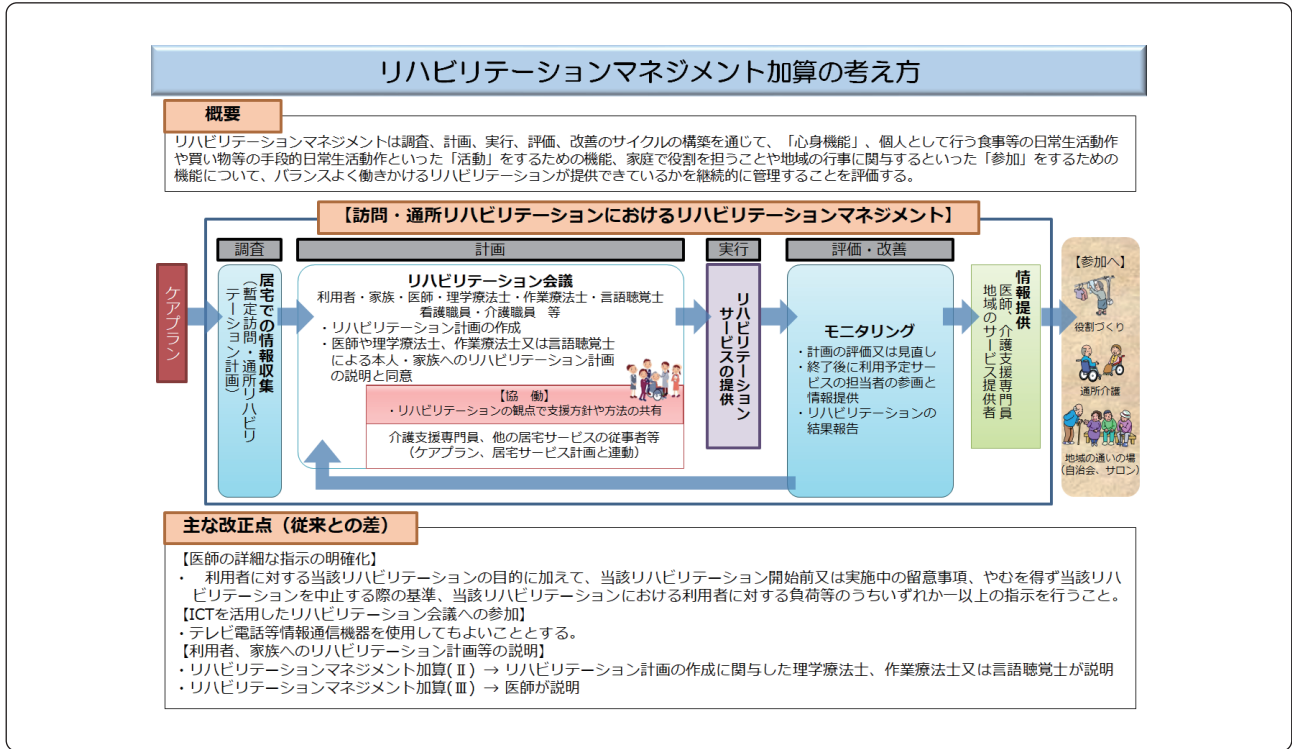 リハビリテーションマネジメント加算の考え方
概要
リハビリテーションマネジメントは調査、計画、実行、評価、改善のサイクルの構築を通じて、「心身機能」、個人として行う食事等の日常生活動作
や買い物等の手段的日常生活動作といった「活動」をするための機能、家庭で役割を担うことや地域の行事に関与するといった「参加」をするための
機能について、バランスよく働きかけるリハビリテーションが提供できているかを継続的に管理することを評価する。
【訪問・通所リハビリテーションにおけるリハビリテーションマネジメント】
ケアプラン
調査
居宅での情報収集
（暫定訪問・通所リハビリ
テーション計画）
計画
リハビリテーション会議
利用者・家族・医師・理学療法士・作業療法士・言語聴覚士
看護職員・介護職員　等
・リハビリテーション計画の作成
・医師や理学療法士、作業療法士又は言語聴覚士
による本人・家族へのリハビリテーション計画
の説明と同意
【協　働】
・リハビリテーションの観点で支援方針や方法の共有
介護支援専門員、他の居宅サービスの従事者等
（ケアプラン、居宅サービス計画と連動）
実行
リハビリテーション
サービスの提供
評価・改善
モニタリング
・計画の評価又は見直し
・終了後に利用予定サー
ビスの担当者の参画と
情報提供
・リハビリテーションの
結果報告
情報提供
医師、介護支援専門員
地域のサービス提供者
【参加へ】
役割づくり
通所介護
地域の通いの場
（自治会、サロン）
主な改正点（従来との差）
【医師の詳細な指示の明確化】
・　利用者に対する当該リハビリテーションの目的に加えて、当該リハビリテーション開始前又は実施中の留意事項、やむを得ず当該リハ
ビリテーションを中止する際の基準、当該リハビリテーションにおける利用者に対する負荷等のうちいずれか一以上の指示を行うこと。
【ICTを活用したリハビリテーション会議への参加】
・テレビ電話等情報通信機器を使用してもよいこととする。
【利用者、家族へのリハビリテーション計画等の説明】
・リハビリテーションマネジメント加算(Ⅱ) → リハビリテーション計画の作成に関与した理学療法士、作業療法士又は言語聴覚士が説明
・リハビリテーションマネジメント加算(Ⅲ) → 医師が説明